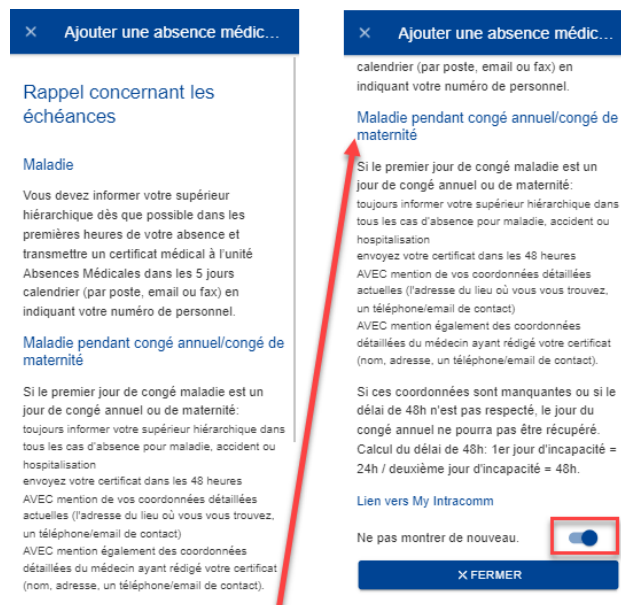 × Ajouter une absence médic...
Rappel concernant les
échéances
Maladie
Vous devez informer votre supérieur
hiérarchique dès que possible dans les
premières heures de votre absence et
transmettre un certificat médical à l'unité
Absences Médicales dans les 5 jours
calendrier (par poste, email ou fax) en
indiquant votre numéro de personnel.
Maladie pendant congé annuel/congé de
maternité
Si le premier jour de congé maladie est un
jour de congé annuel ou de maternité:
toujours informer votre supérieur hiérarchique dans
tous les cas d'absence pour maladie, accident ou
hospitalisation
envoyez votre certificat dans les 48 heures
AVEC mention de vos coordonnées détaillées
actuelles (l'adresse du lieu où vous vous trouvez,
un téléphone/email de contact)
AVEC mention également des coordonnées
détaillées du médecin ayant rédigé votre certificat
(nom, adresse, un téléphone/email de contact).
× Ajouter une absence médic...
calendrier (par poste, email ou fax) en
indiquant votre numéro de personnel.
Maladie pendant congé annuel/congé de
maternité
Si le premier jour de congé maladie est un
jour de congé annuel ou de maternité:
toujours informer votre supérieur hiérarchique dans
tous les cas d'absence pour maladie, accident ou
hospitalisation
envoyez votre certificat dans les 48 heures
AVEC mention de vos coordonnées détaillées
actuelles (l'adresse du lieu où vous vous trouvez,
un téléphone/email de contact)
AVEC mention également des coordonnées
détaillées du médecin ayant rédigé votre certificat
(nom, adresse, un téléphone/email de contact).
Si ces coordonnées sont manquantes ou si le
délai de 48h n'est pas respecté, le jour du
congé annuel ne pourra pas être récupéré.
Calcul du délai de 48h: 1er jour d'incapacité =
24h / deuxième jour d'incapacité = 48h.
Lien vers My Intracomm
Ne pas montrer de nouveau.
× FERMER